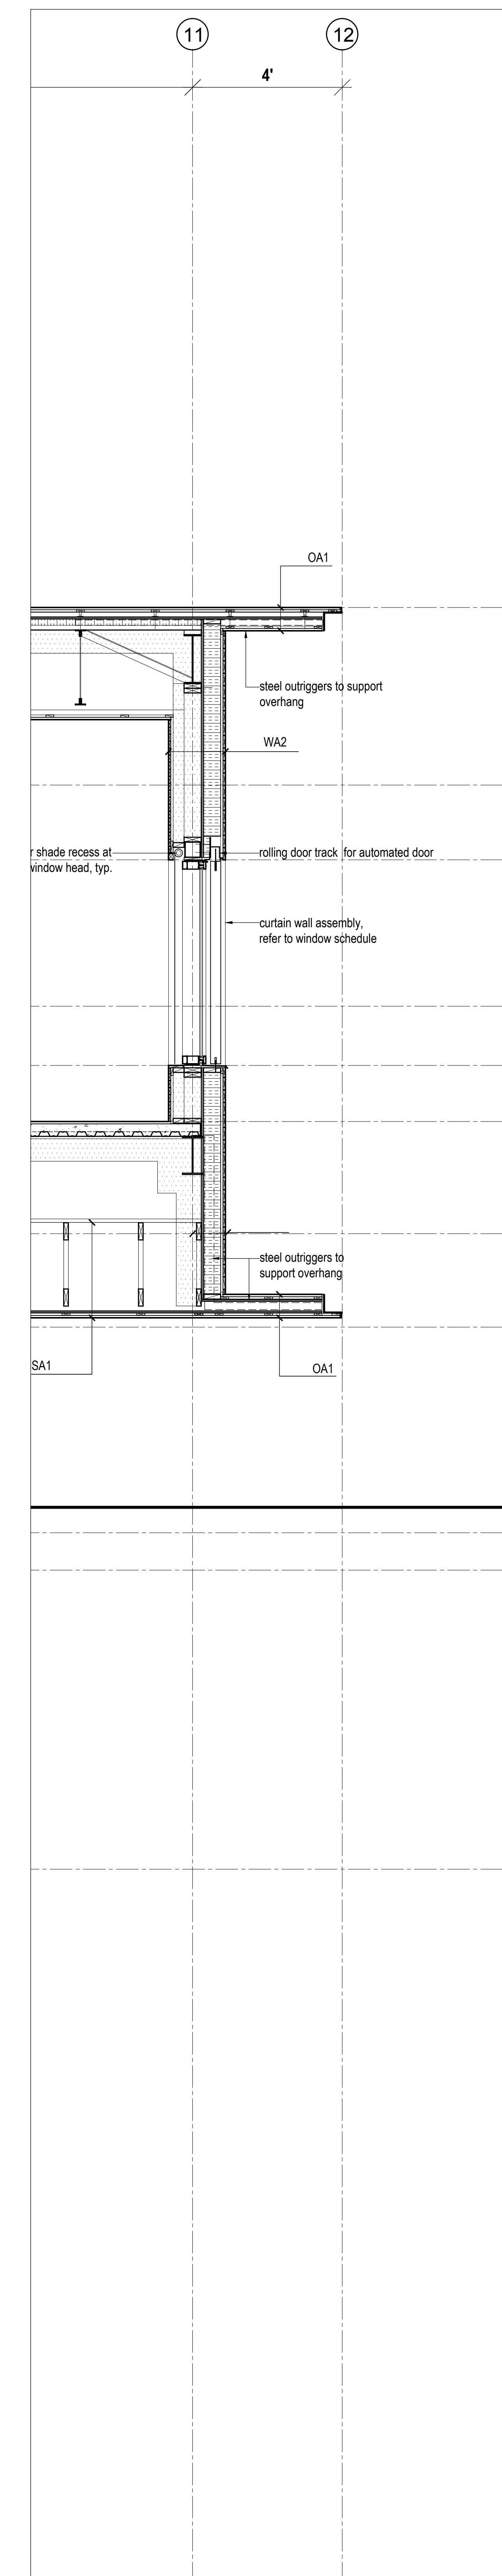 11
12
4'
OA1
steel outriggers to support
overhang
WA2
r shade recess at
window head, typ.
rolling door track for automated door
curtain wall assembly,
refer to window schedule
steel outriggers to
support overhang
SA1
OA1